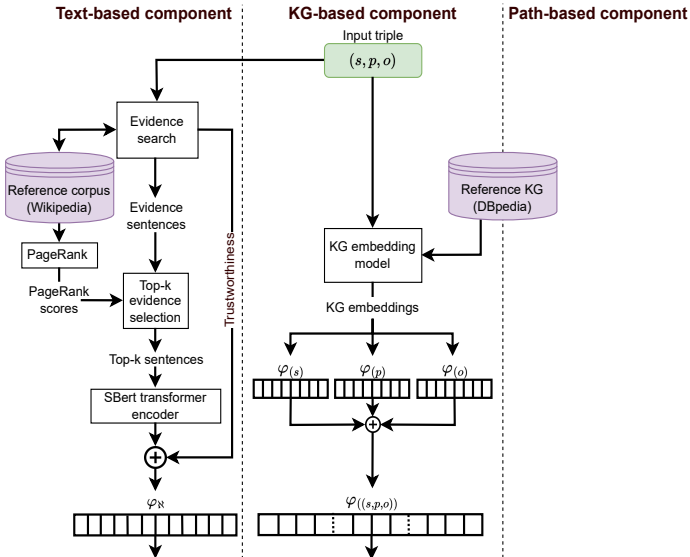 Text-based component
KG-based component
Path-based component
Input triple
(s, p, o)
Evidence
search
Reference corpus
(Wikipedia)
Reference KG
(DBpedia)
Evidence
sentences
Trustworthiness
PageRank
KG embedding
model
PageRank
scores
Top-k
evidence
selection
KG embeddings
Top-k sentences
φ(s)
φ(p)
φ(o)
SBert transformer
encoder
+
+
φℵ
φ((s,p,o))